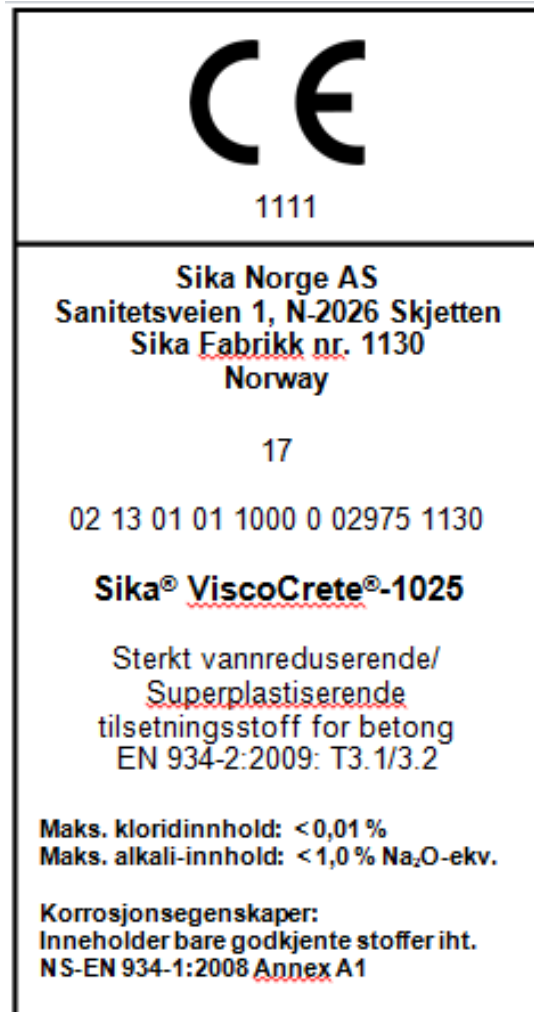 CE
1111
Sika Norge AS
Sanitetsveien 1, N-2026 Skjetten
Sika Fabrikk nr. 1130
Norway
17
02 13 01 01 1000 0 02975 1130
Sika® ViscoCrete®-1025
Sterkt vannreduserende/
Superplastiserende
tilsetningsstoff for betong
EN 934-2:2009: T3.1/3.2
Maks. kloridinnhold: <0,01 %
Maks. alkali-innhold: <1,0 % Na₂O-ekv.
Korrosjonsegenskaper:
Inneholder bare godkjente stoffer iht.
NS-EN 934-1:2008 Annex A1